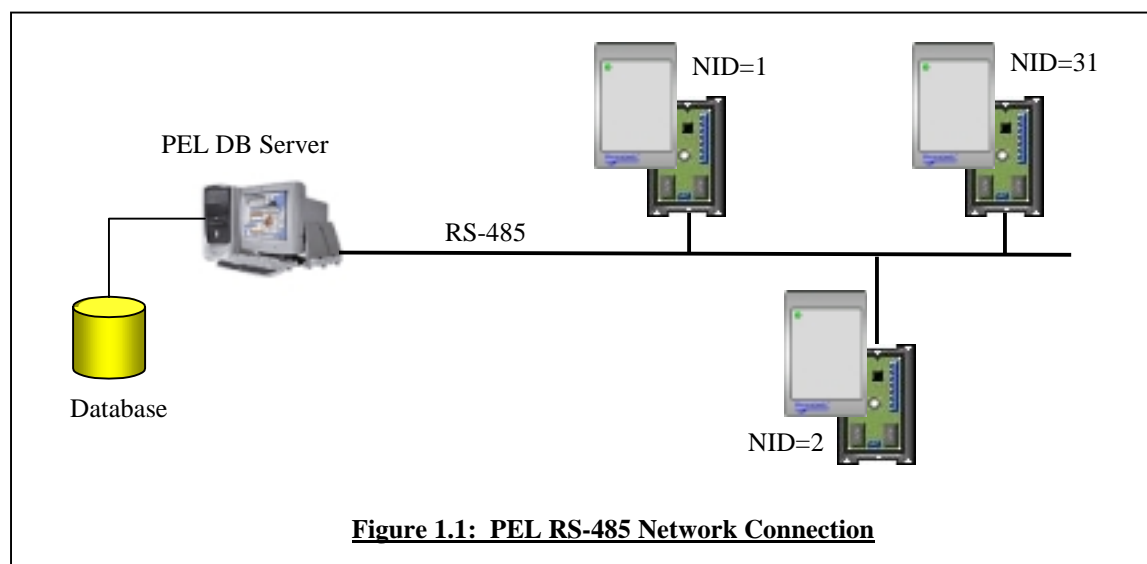 NID=1
NID=31
PEL DB Server
RS-485
Database
NID=2
Figure 1.1: PEL RS-485 Network Connection